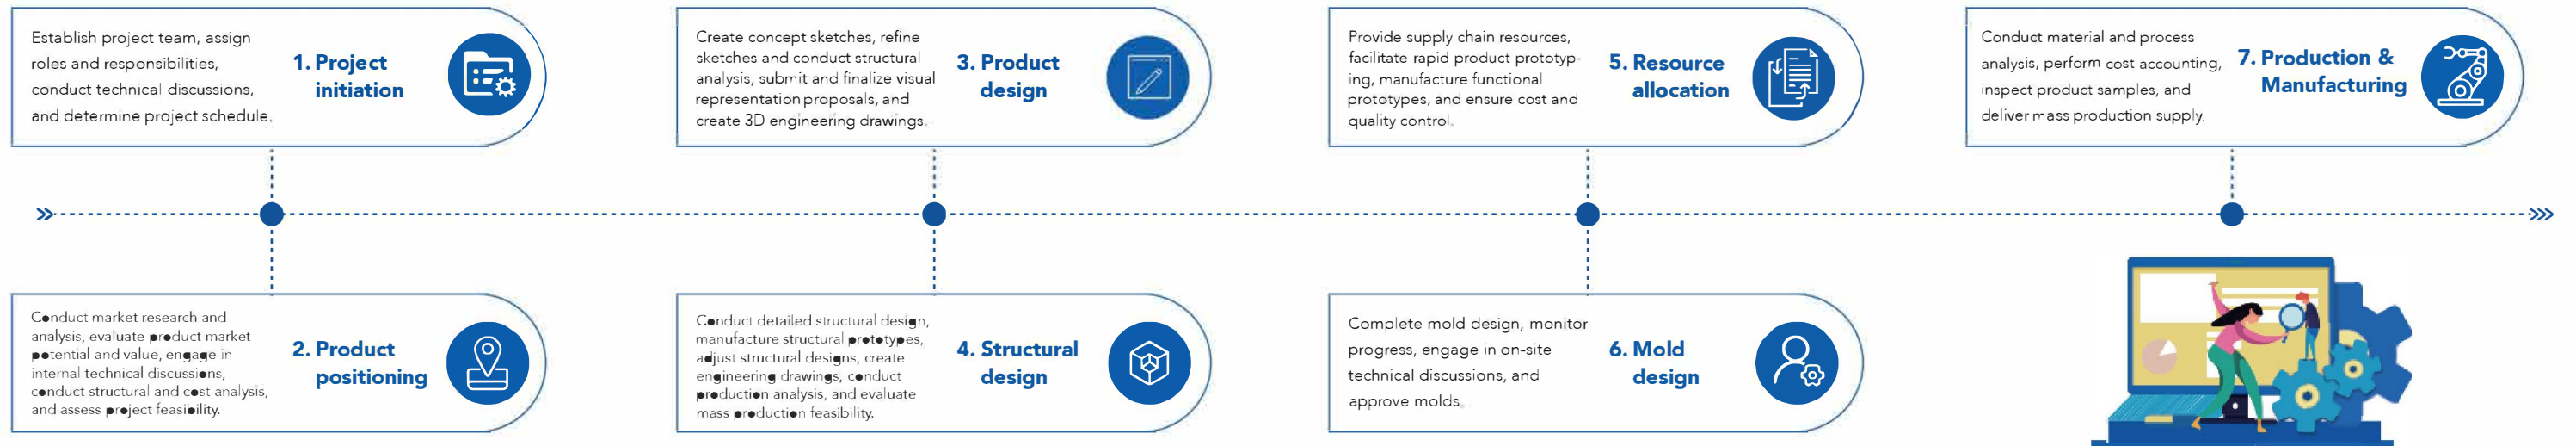 Establish project team, assign
roles and responsibilities,
conduct technical discussions,
and determine project schedule.
1. Project
initiation
Conduct market research and
analysis, evaluate product market
potential and value, engage in
internal technical discussions,
conduct structural and cost analysis,
and assess project feasibility.
2. Product
positioning
Create concept sketches, refine
sketches and conduct structural
analysis, submit and finalize visual
representation proposals, and
create 3D engineering drawings.
3. Product
design
Conduct detailed structural design,
manufacture structural prototypes,
adjust structural designs, create
engineering drawings, conduct
production analysis, and evaluate
mass production feasibility.
4. Structural
design
Provide supply chain resources,
facilitate rapid product prototyp-
ing, manufacture functional
prototypes, and ensure cost and
quality control.
5. Resource
allocation
Complete mold design, monitor
progress, engage in on-site
technical discussions, and
approve molds.
6. Mold
design
Conduct material and process
analysis, perform cost accounting,
inspect product samples, and
deliver mass production supply.
7. Production &
Manufacturing